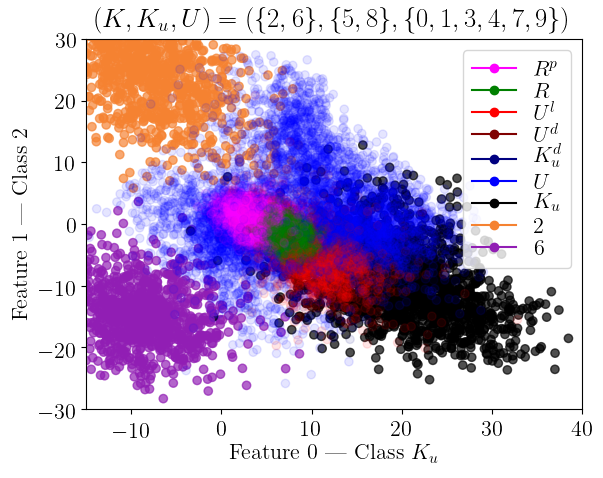 (K, K_u, U) = ({2, 6}, {5, 8}, {0, 1, 3, 4, 7, 9})
Feature 1 — Class 2
30
20
10
0
−10
−20
−30
R^p
R
U^l
U^d
K_u^d
U
K_u
2
6
−10
0
10
20
30
40
Feature 0 — Class K_u